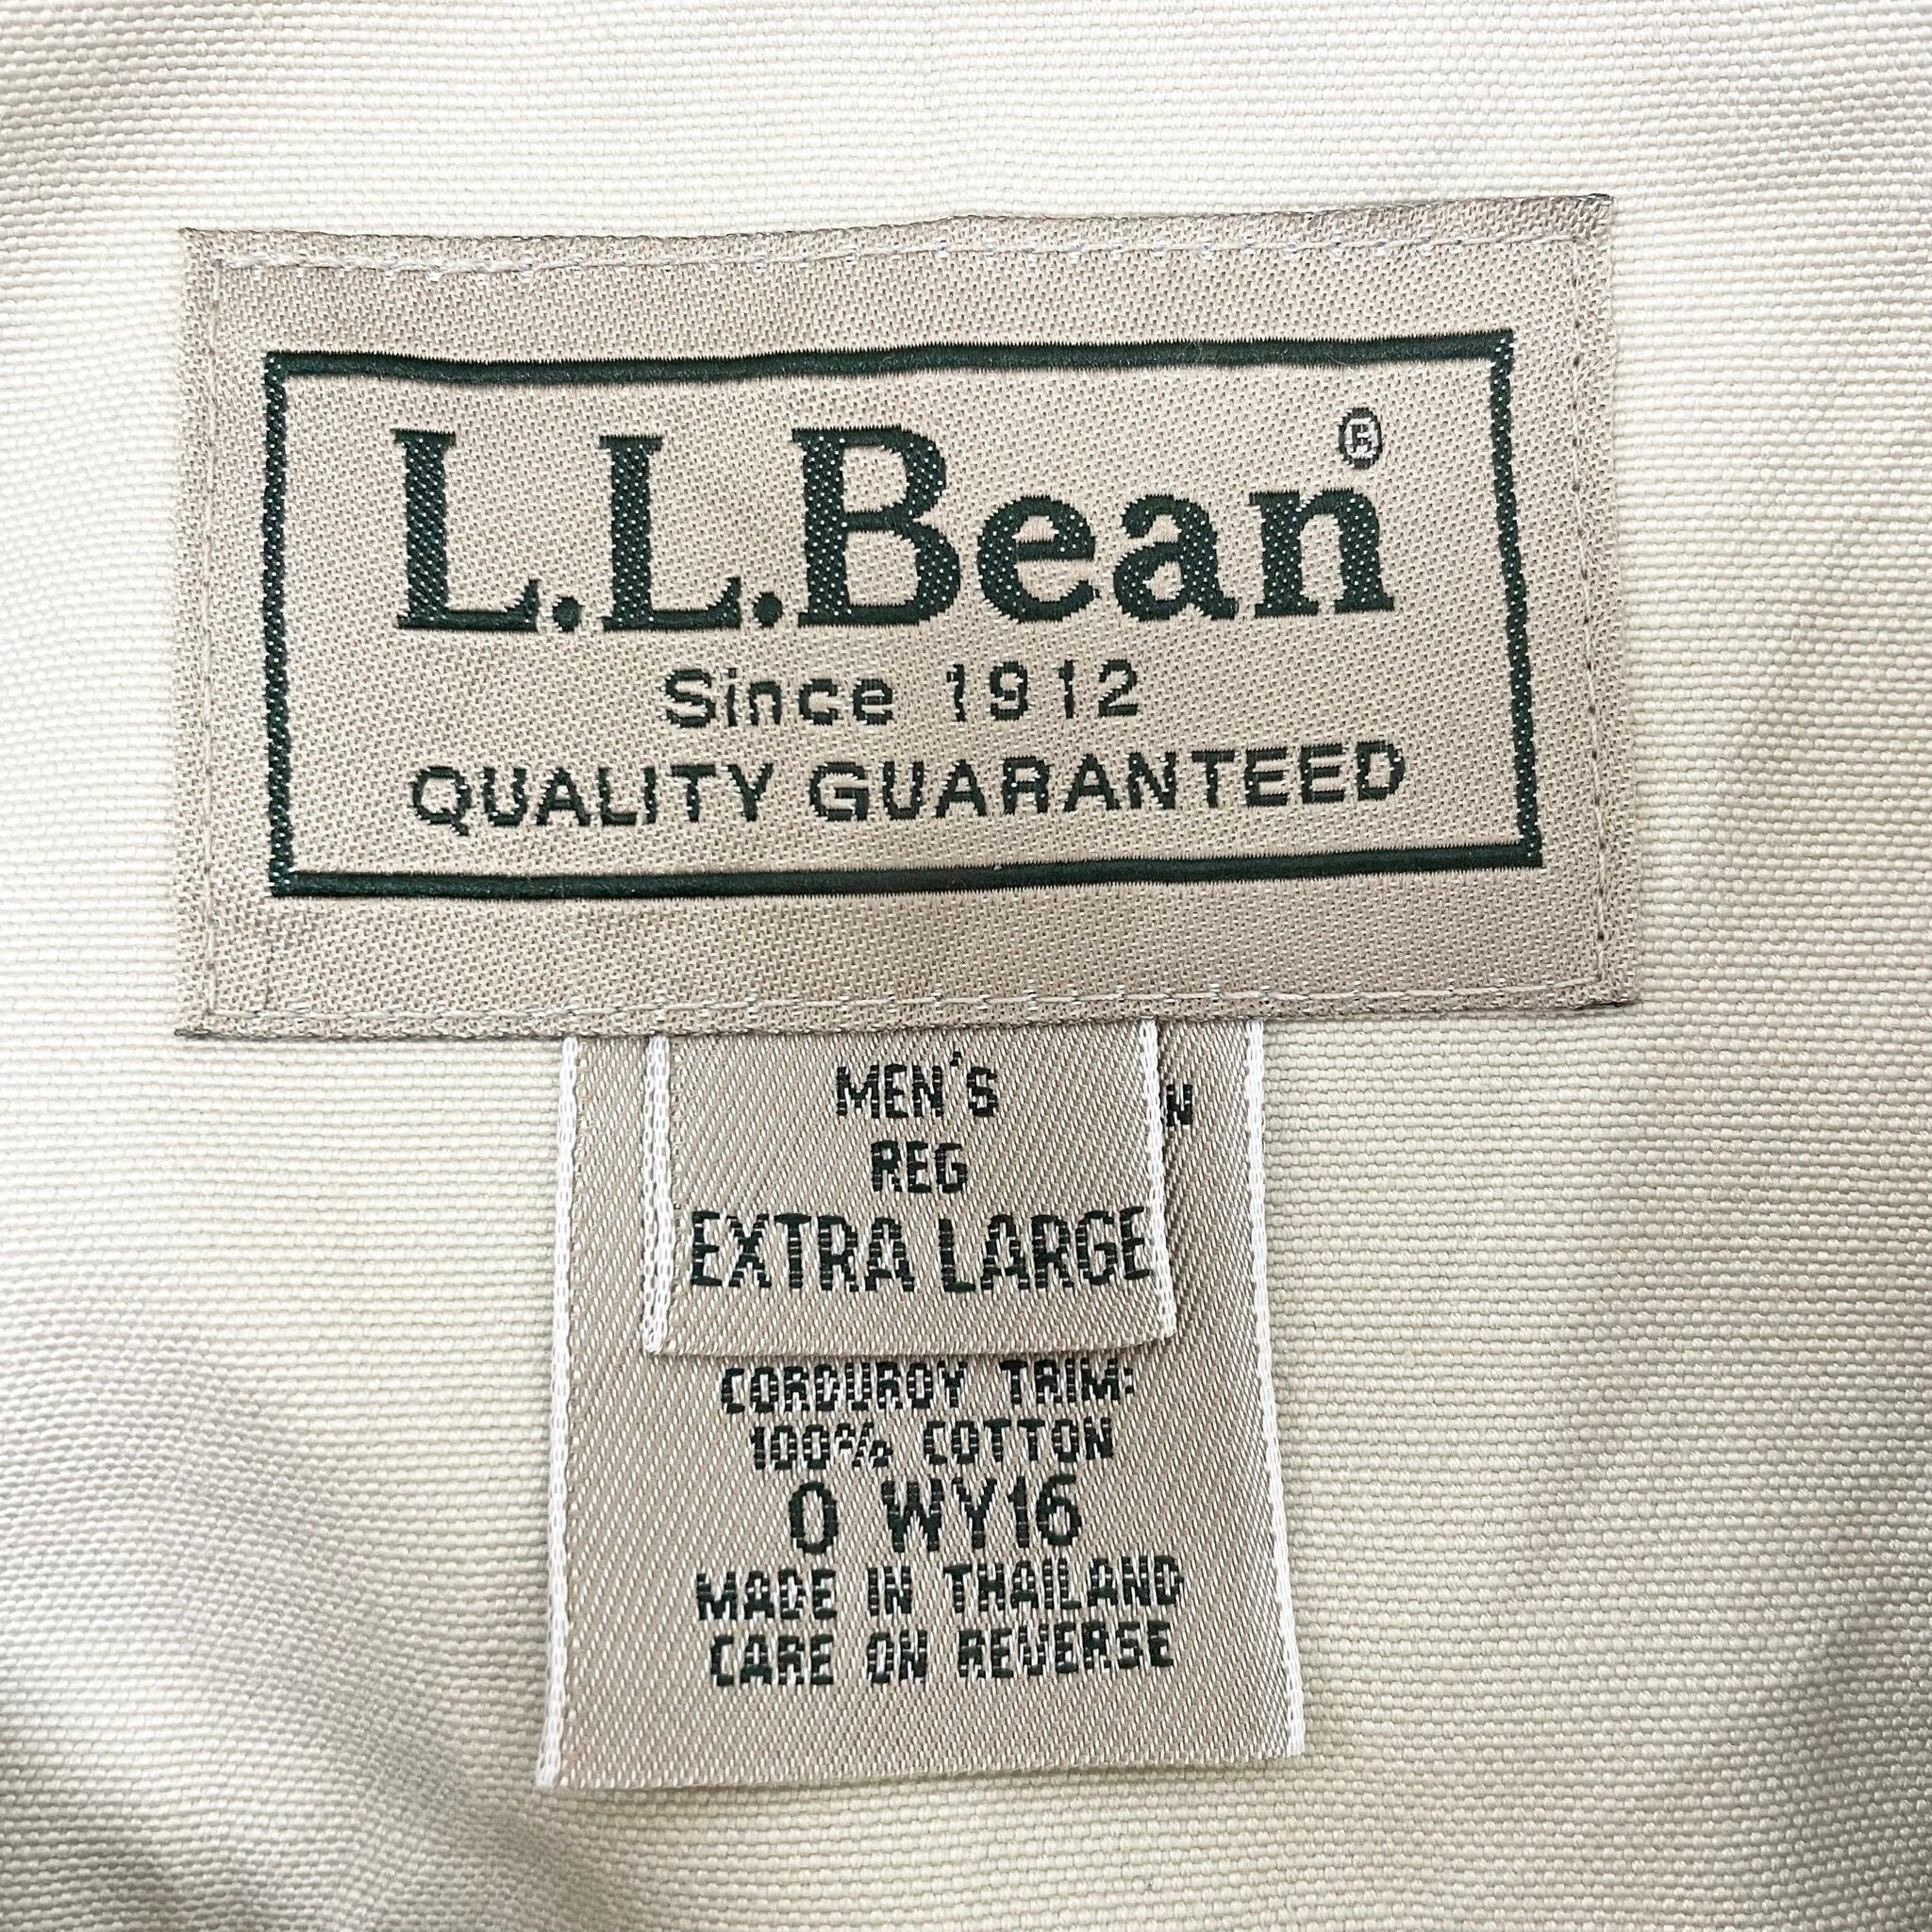 L.L.Bean®
Since 1912
QUALITY GUARANTEED
MEN'S
REG
EXTRA LARGE
CORDUROY TRIM:
100% COTTON
0 WY16
MADE IN THAILAND
CARE ON REVERSE